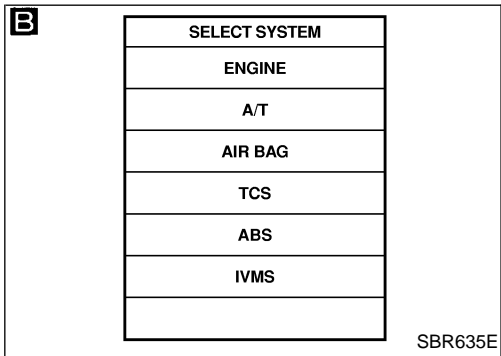 B
SELECT SYSTEM
ENGINE
A/T
AIR BAG
TCS
ABS
IVMS
SBR635E